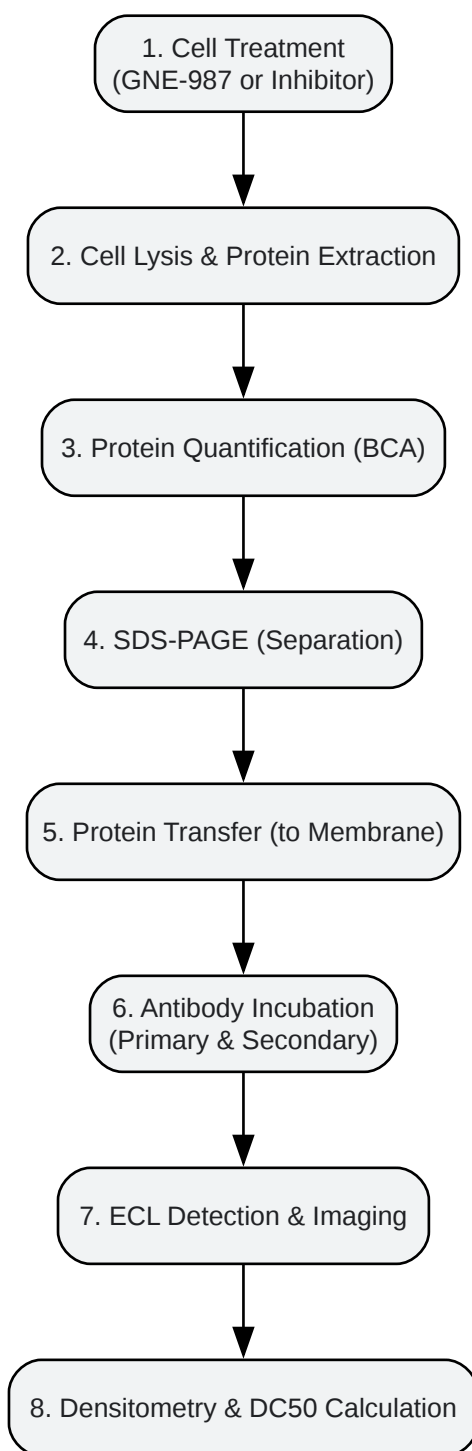 1. Cell Treatment
(GNE-987 or Inhibitor)
2. Cell Lysis & Protein Extraction
3. Protein Quantification (BCA)
4. SDS-PAGE (Separation)
5. Protein Transfer (to Membrane)
6. Antibody Incubation
(Primary & Secondary)
7. ECL Detection & Imaging
8. Densitometry & DC50 Calculation